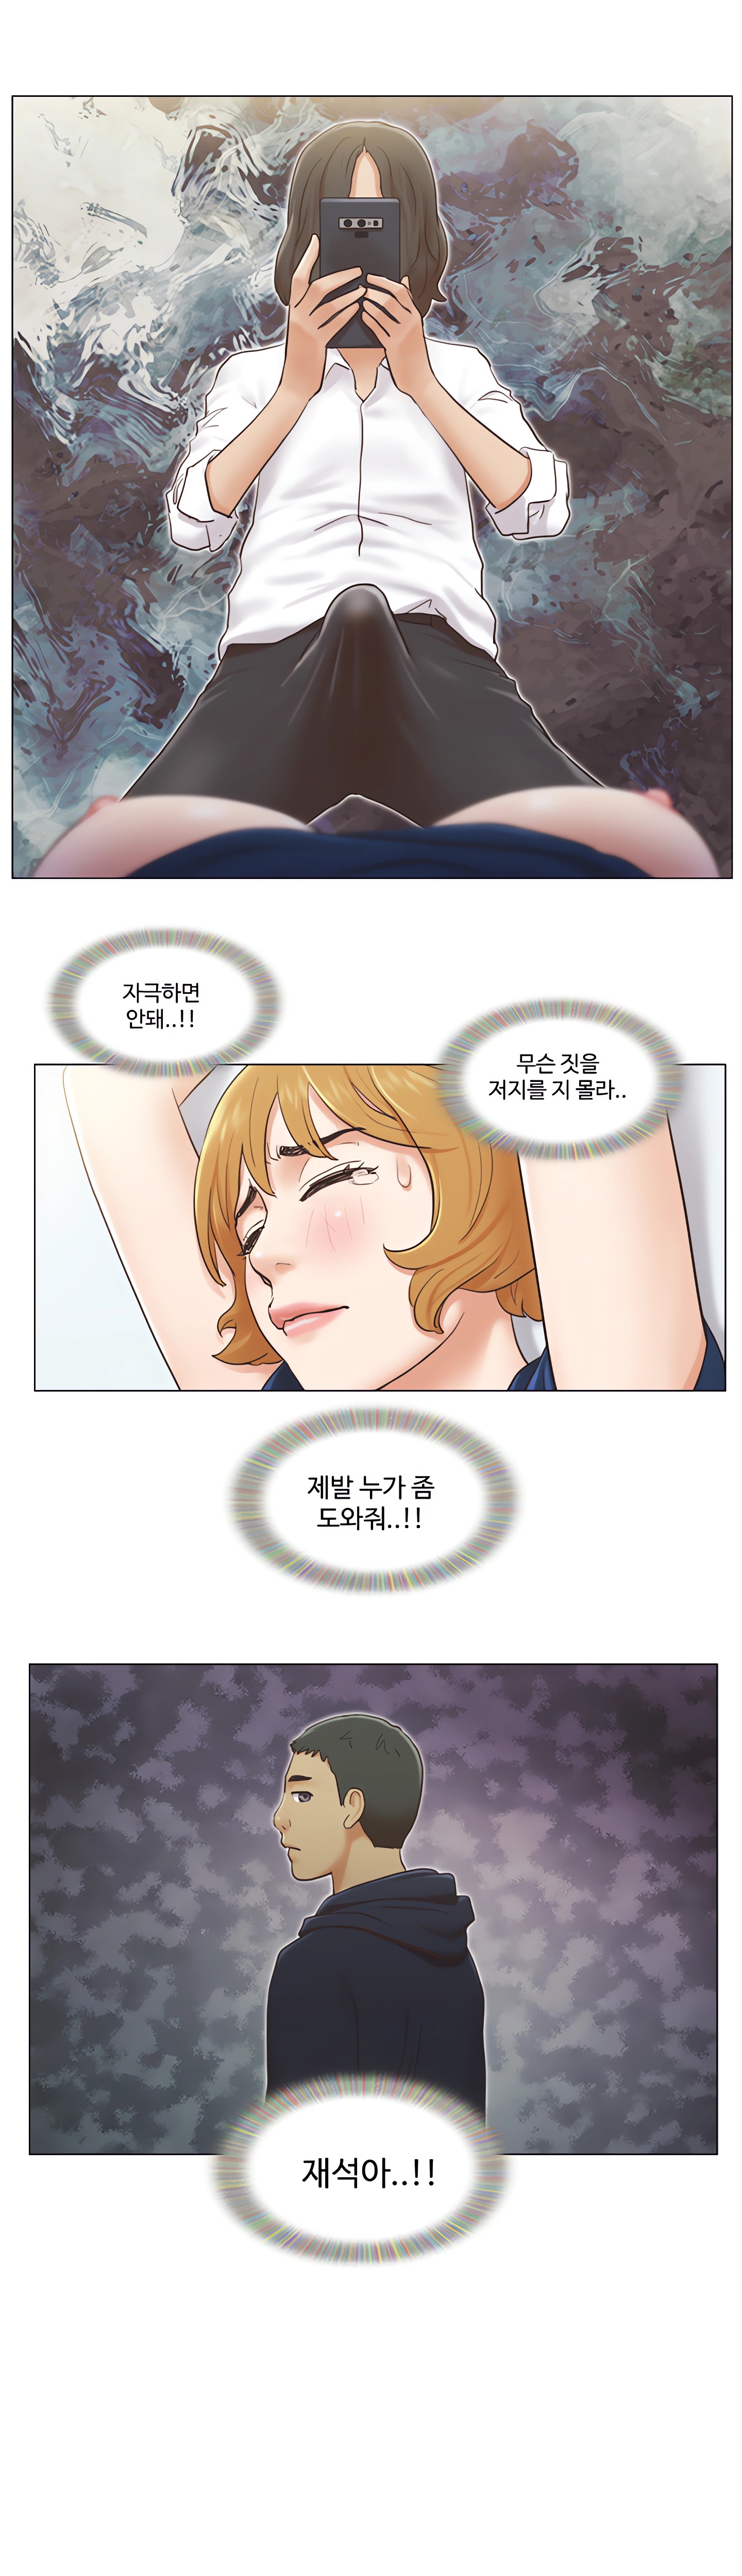 자극하면
안돼..!!
무슨 짓을
저지를 지 몰라..
제발 누가 좀
도와줘..!!
재석아..!!